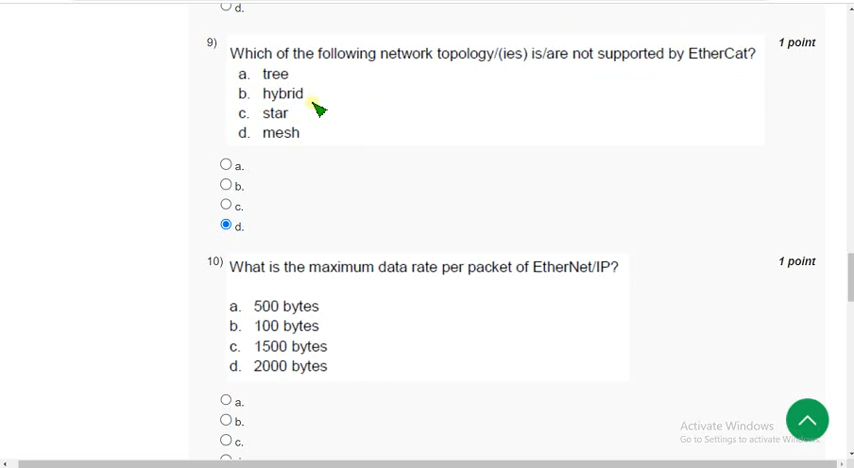 d.
9)
1 point
Which of the following network topology/(ies) is/are not supported by EtherCat?
a. tree
b. hybrid
c. star
d. mesh
a.
b.
c.
d.
10)
1 point
What is the maximum data rate per packet of EtherNet/IP?
a. 500 bytes
b. 100 bytes
c. 1500 bytes
d. 2000 bytes
a.
b.
c.
Activate Windows
Go to Settings to activate Windows.